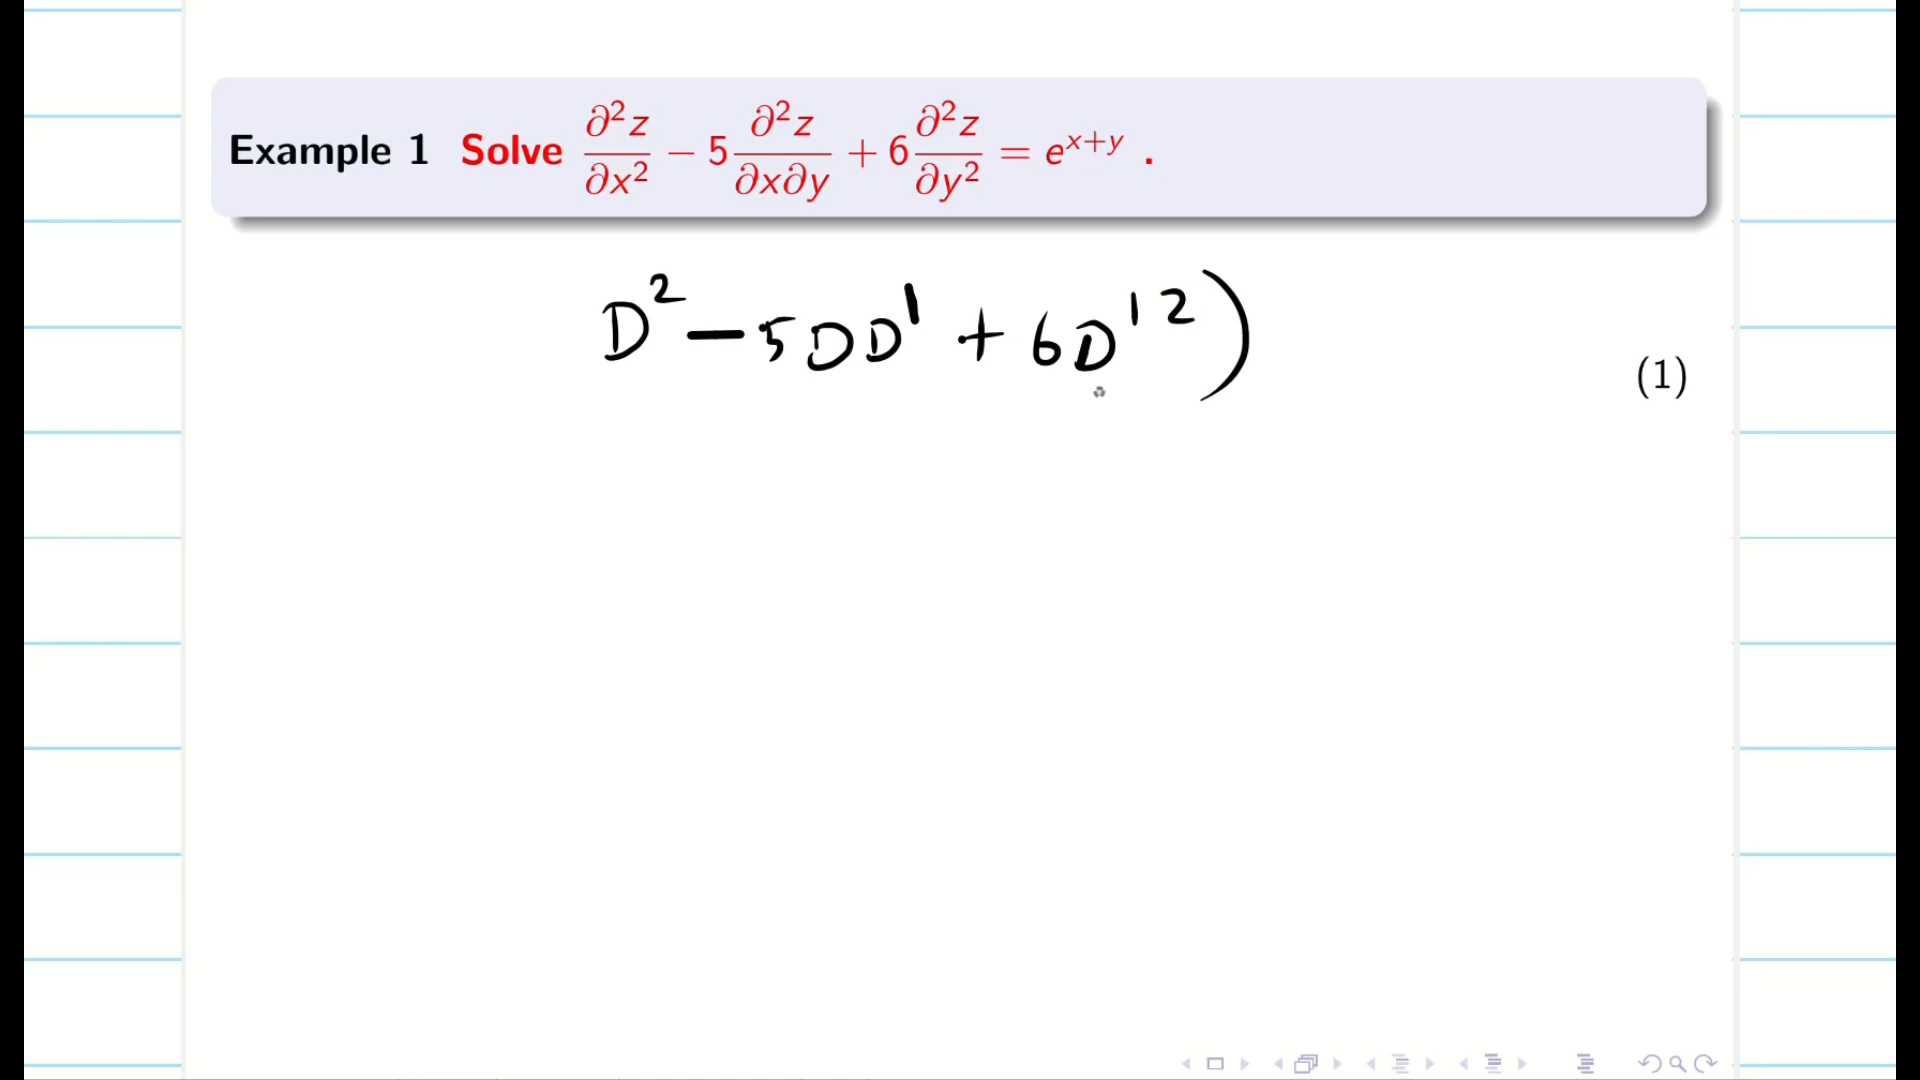 Example 1 Solve ∂²z/∂x² − 5 ∂²z/∂x∂y + 6 ∂²z/∂y² = e^{x+y} .
D² − 5DD' + 6D'²)
(1)